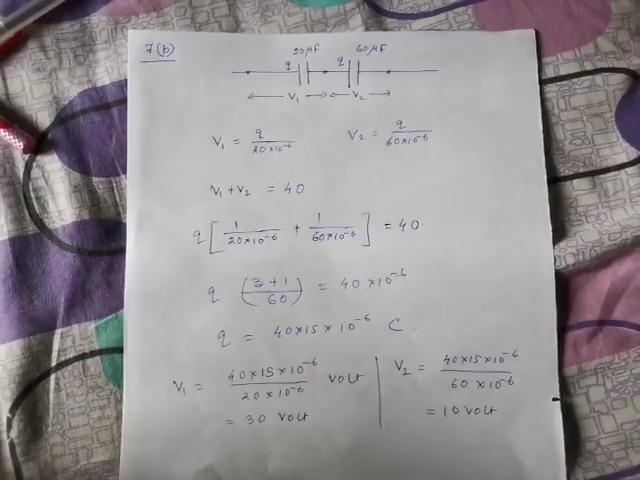 7(b)
20μF 60μF
q q
V₁ V₂
V₁ = q/20×10⁻⁶ V₂ = q/60×10⁻⁶
V₁+V₂ = 40
q[1/20×10⁻⁶ + 1/60×10⁻⁶] = 40.
q (3+1/60) = 40×10⁻⁶
q = 40×15×10⁻⁶ C.
V₁ = 40×15×10⁻⁶/20×10⁻⁶ Volt
= 30 Volt
V₂ = 40×15×10⁻⁶/60×10⁻⁶
= 10 Volt